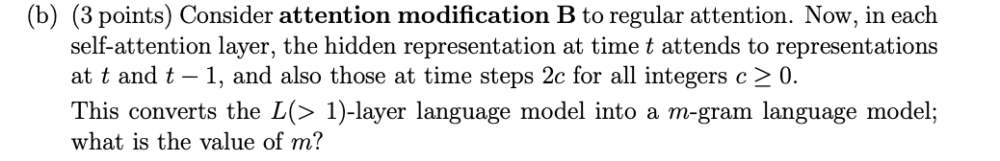 (b) (3 points) Consider attention modification B to regular attention. Now, in each
self-attention layer, the hidden representation at time t attends to representations
at t and t − 1, and also those at time steps 2c for all integers c ≥ 0.
This converts the L(> 1)-layer language model into a m-gram language model;
what is the value of m?